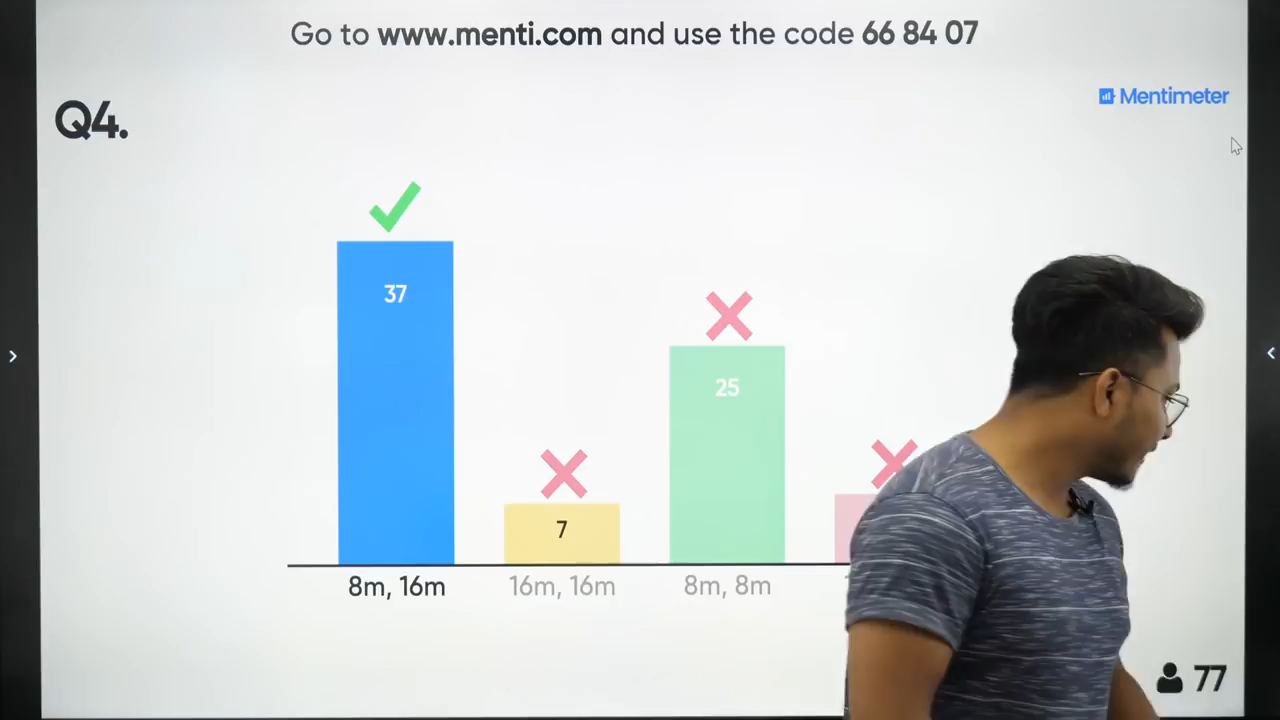 Go to www.menti.com and use the code 66 84 07
Mentimeter
Q4.
37
25
7
8m, 16m
16m, 16m
8m, 8m
77